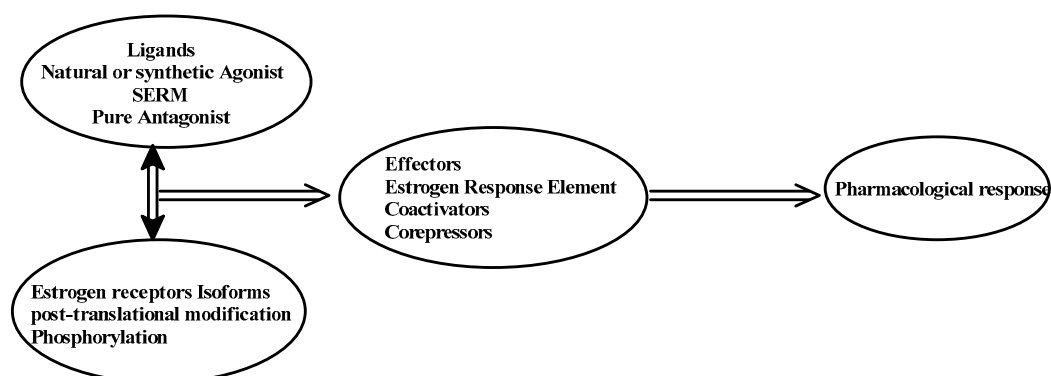 Ligands
Natural or synthetic Agonist
SERM
Pure Antagonist
Effectors
Estrogen Response Element
Coactivators
Corepressors
Pharmacological response
Estrogen receptors Isoforms
post-translational modification
Phosphorylation